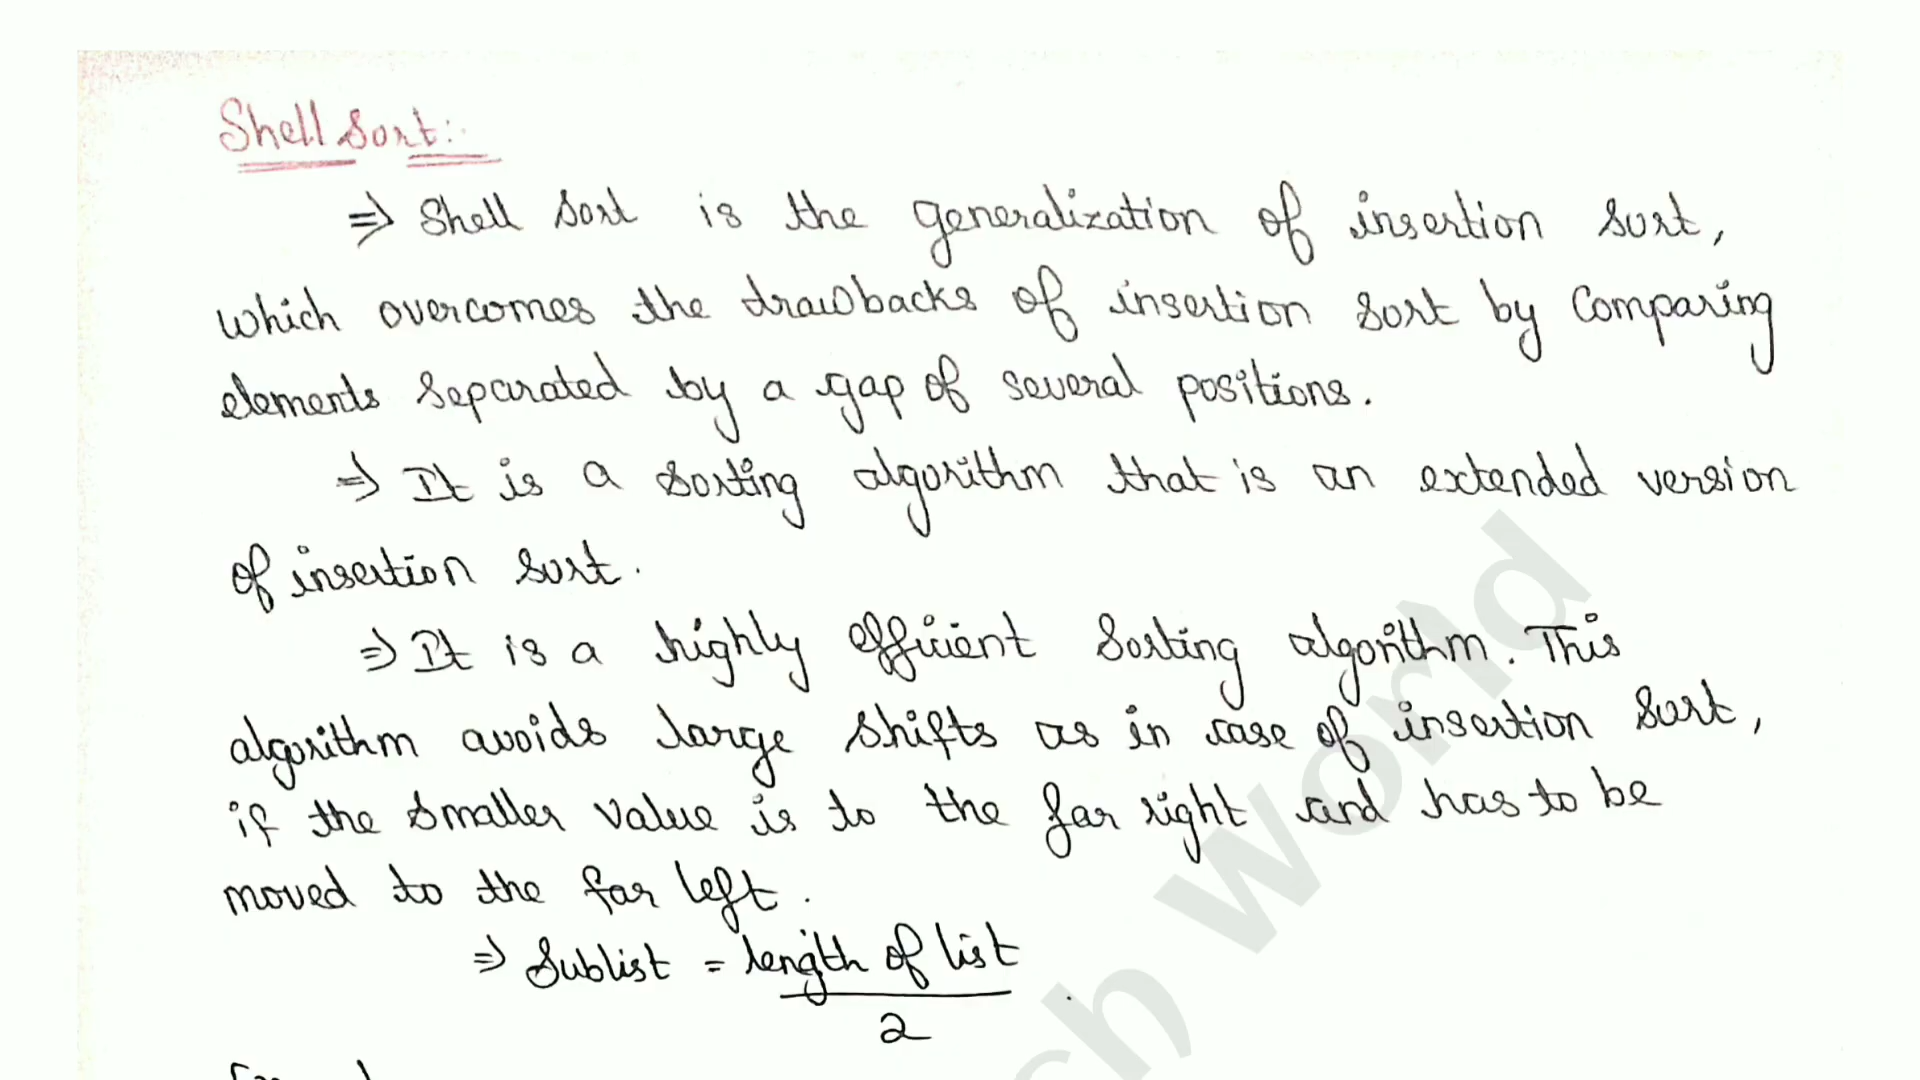 Shell Sort:
⇒ Shell Sort is the generalization of insertion sort,
which overcomes the drawbacks of insertion sort by Comparing
elements separated by a gap of several positions.
⇒ It is a sorting algorithm that is an extended version
of insertion sort.
⇒ It is a highly efficient Sorting algorithm. This
algorithm avoids large shifts as in case of insertion sort,
if the smaller value is to the far right and has to be
moved to the far left.
⇒ Sublist = length of list
2
world